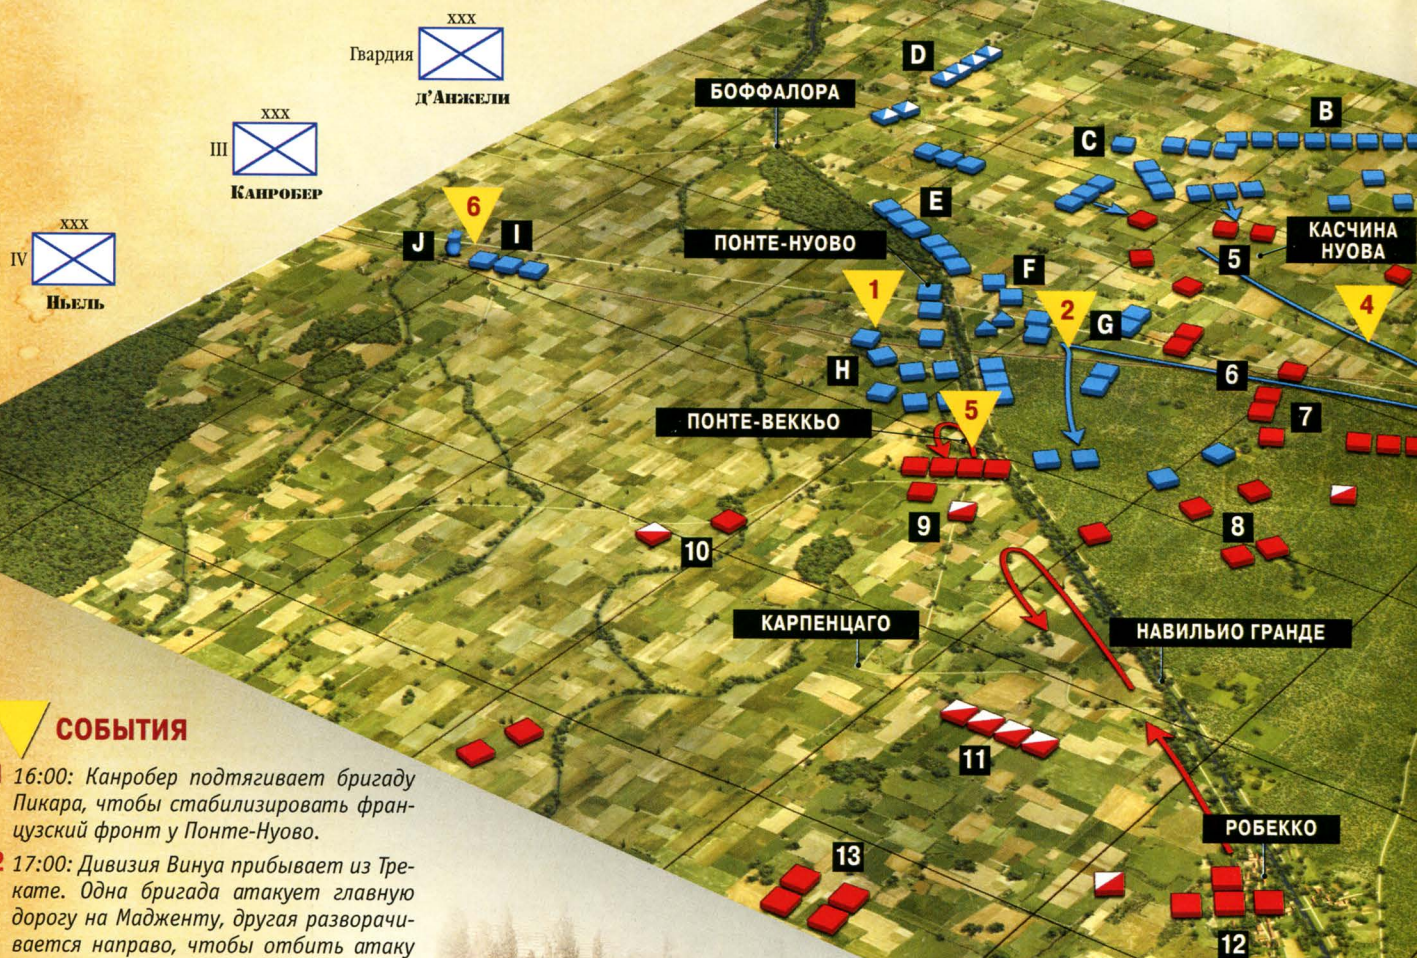 XXX
Гвардия
д'Анжели
XXX
III
Канробер
XXX
IV
Ньель
D
БОФФАЛОРА
B
C
E
6
J
I
ПОНТЕ-НУОВО
КАСЧИНА
НУОВА
5
F
1
2
G
4
H
6
5
7
ПОНТЕ-ВЕККЬО
9
8
10
КАРПЕНЦАГО
НАВИЛЬИО ГРАНДЕ
11
РОБЕККО
13
12
СОБЫТИЯ
16:00: Канробер подтягивает бригаду
Пикара, чтобы стабилизировать фран-
цузский фронт у Понте-Нуово.
2 17:00: Дивизия Винуа прибывает из Тре-
кате. Одна бригада атакует главную
дорогу на Мадженту, другая разворачи-
вается направо, чтобы отбить атаку